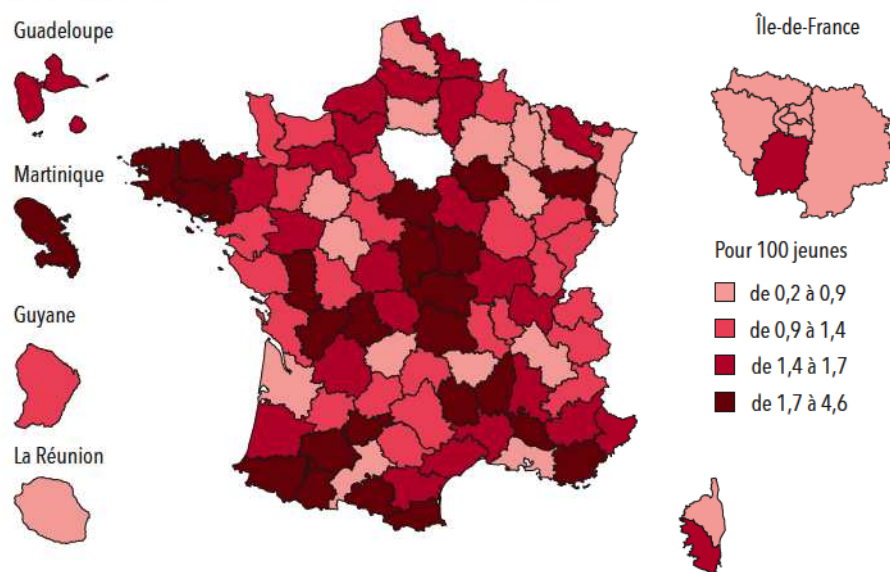 Guadeloupe
Île-de-France
Martinique
Pour 100 jeunes
de 0,2 à 0,9
Guyane
de 0,9 à 1,4
de 1,4 à 1,7
de 1,7 à 4,6
La Réunion